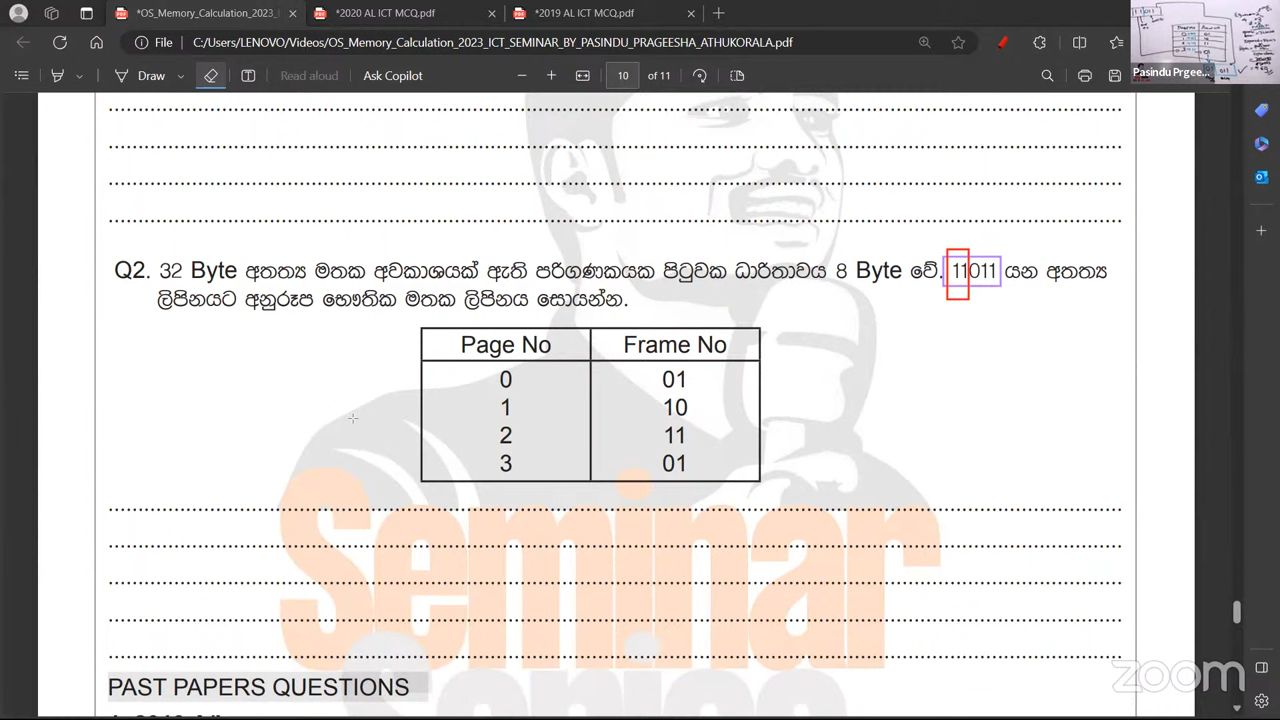 *OS_Memory_Calculation_2023_
*2020 AL ICT MCQ.pdf
*2019 AL ICT MCQ.pdf
File
C:/Users/LENOVO/Videos/OS_Memory_Calculation_2023_ICT_SEMINAR_BY_PASINDU_PRAGEESHA_ATHUKORALA.pdf
Pasindu Prgee...
Draw
Read aloud
Ask Copilot
10 of 11
Q2. 32 Byte අතත්‍ය මතක අවකාශයක් ඇති පරිගණකයක පිටුවක ධාරිතාවය 8 Byte වේ. 11011 යන අතත්‍ය
ලිපිනයට අනුරූප භෞතික මතක ලිපිනය සොයන්න.
Page No Frame No
0 01
1 10
2 11
3 01
Seminar
zoom
PAST PAPERS QUESTIONS